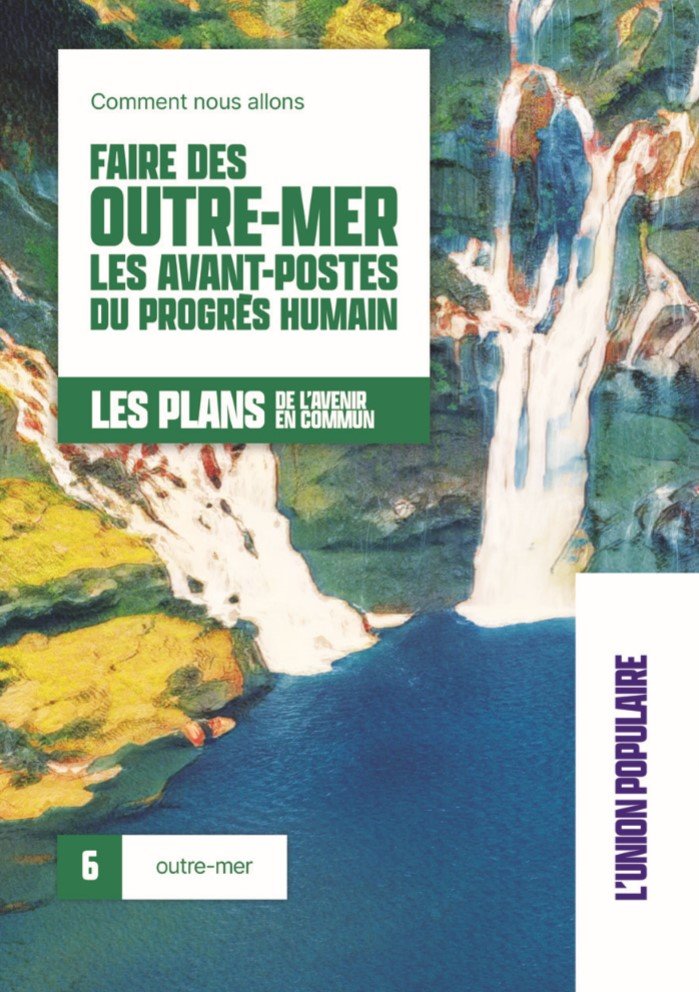 Comment nous allons
FAIRE DES
OUTRE-MER
LES AVANT-POSTES
DU PROGRÈS HUMAIN
LES PLANS
DE L'AVENIR
EN COMMUN
L'UNION POPULAIRE
6
outre-mer